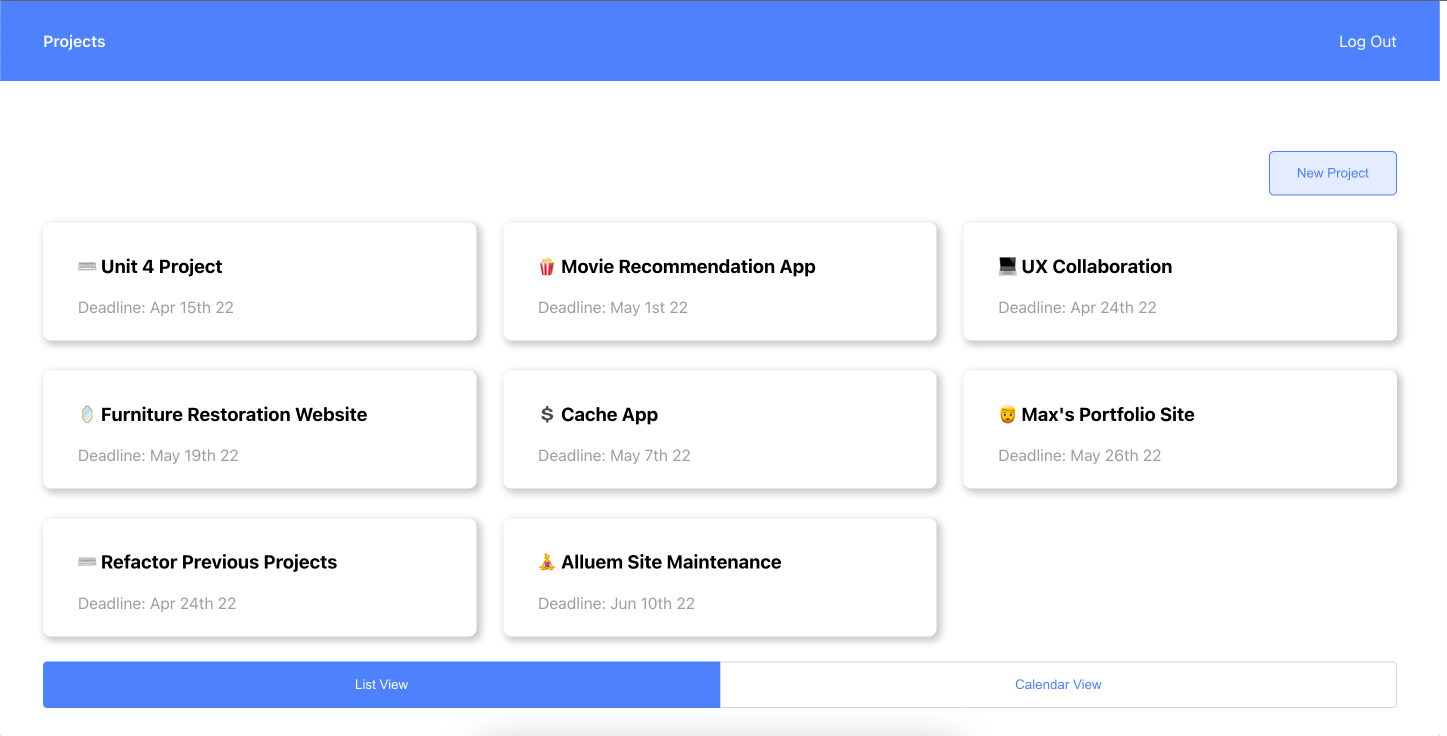 Projects
Log Out
New Project
⌨️ Unit 4 Project
Deadline: Apr 15th 22
🍿 Movie Recommendation App
Deadline: May 1st 22
💻 UX Collaboration
Deadline: Apr 24th 22
🪞 Furniture Restoration Website
Deadline: May 19th 22
💲 Cache App
Deadline: May 7th 22
Max's Portfolio Site
Deadline: May 26th 22
⌨️ Refactor Previous Projects
Deadline: Apr 24th 22
Alluem Site Maintenance
Deadline: Jun 10th 22
List View
Calendar View